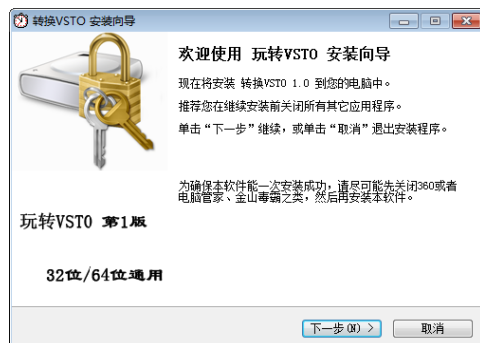 转换VSTO 安装向导
欢迎使用 玩转VSTO 安装向导
现在将安装 转换VSTO 1.0 到您的电脑中。
推荐您在继续安装前关闭所有其它应用程序。
单击“下一步”继续，或单击“取消”退出安装程序。
为确保本软件能一次安装成功，请尽可能先关闭360或者
电脑管家、金山毒霸之类，然后再安装本软件。
玩转VSTO 第1版
32位/64位通用
下一步(N) >
取消